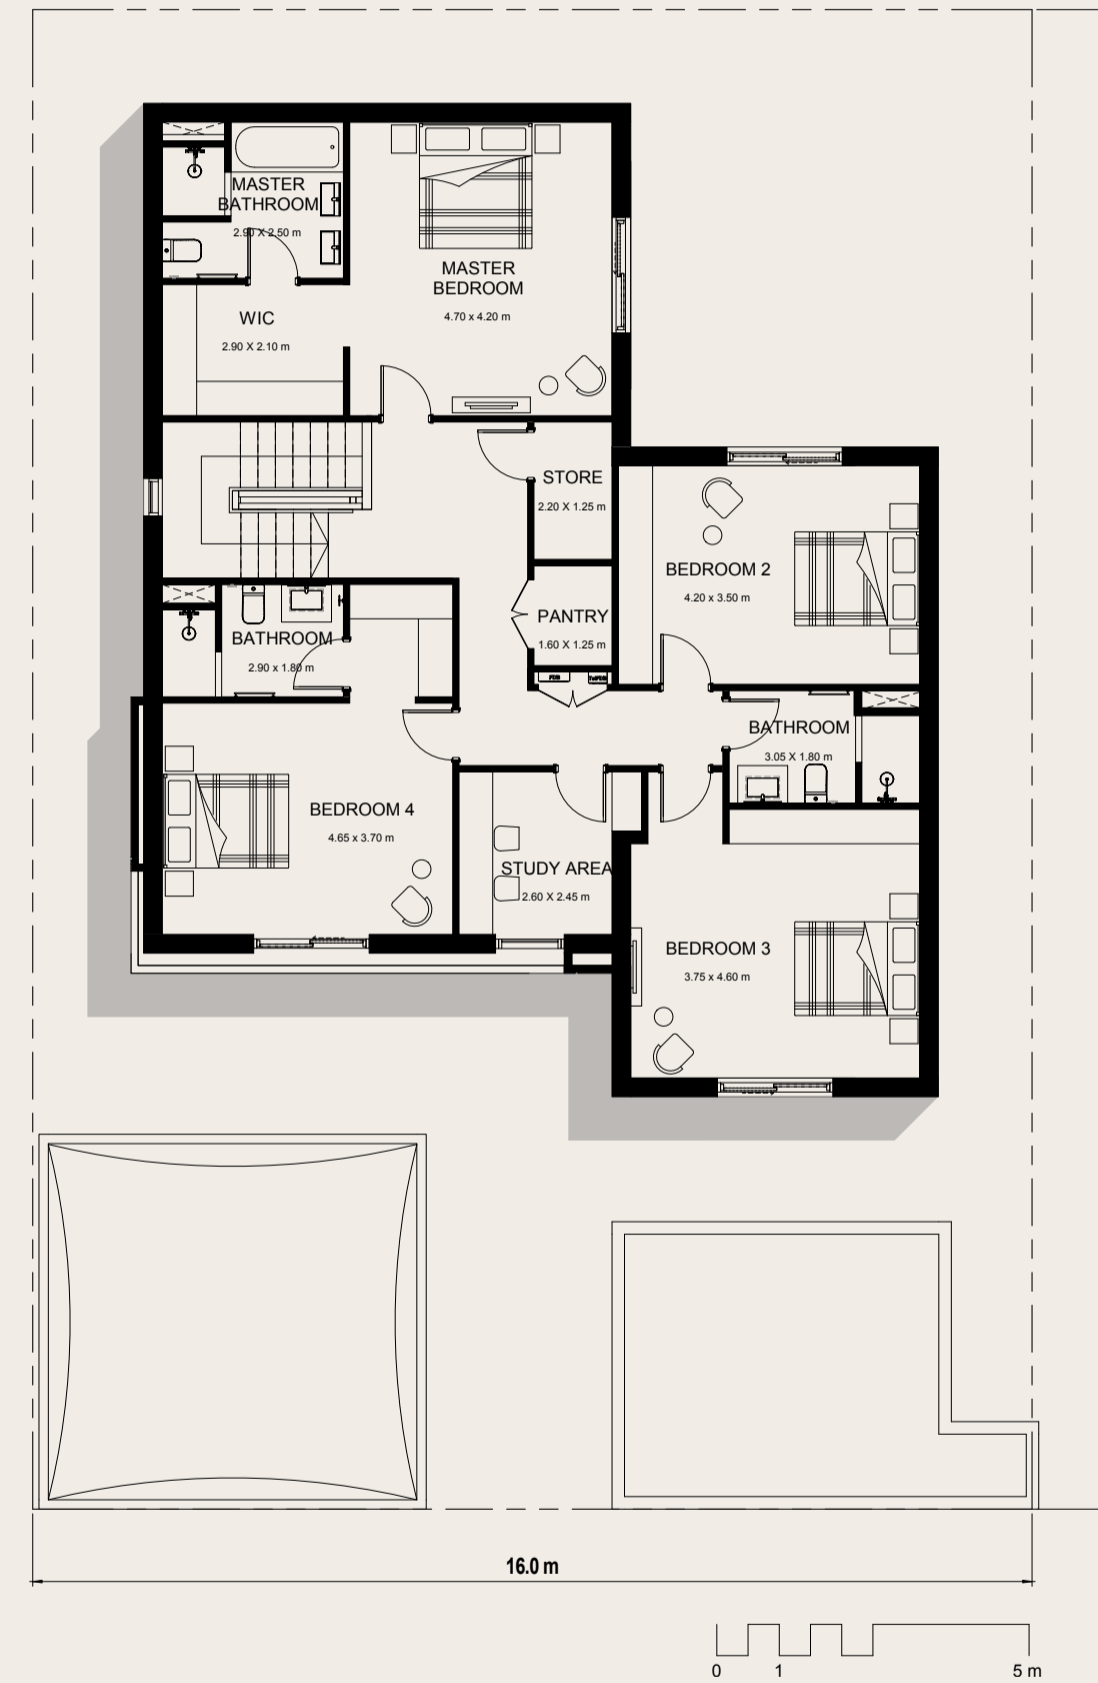 MASTER
BATHROOM
2.90 X 2.50 m
MASTER
BEDROOM
4.70 x 4.20 m
WIC
2.90 X 2.10 m
STORE
2.20 X 1.25 m
BEDROOM 2
4.20 x 3.50 m
PANTRY
1.60 X 1.25 m
BATHROOM
2.90 x 1.80 m
BATHROOM
3.05 X 1.80 m
BEDROOM 4
4.65 x 3.70 m
STUDY AREA
2.60 X 2.45 m
BEDROOM 3
3.75 x 4.60 m
16.0 m
0 1 5 m